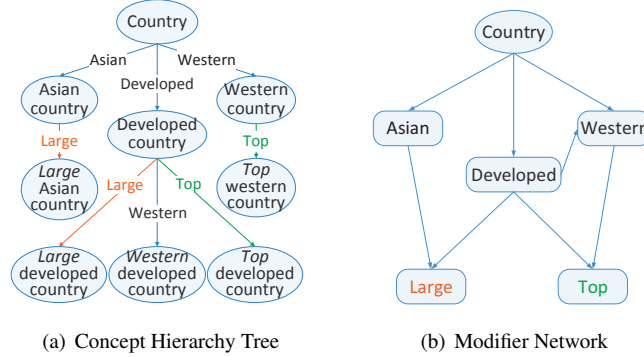 Country
Asian
Western
Developed
Asian
country
Developed
country
Western
country
Large
Top
Large
Asian
country
Large
Western
Top
Top
western
country
Large
developed
country
Western
developed
country
Top
developed
country
(a) Concept Hierarchy Tree
Country
Asian
Western
Developed
Large
Top
(b) Modifier Network